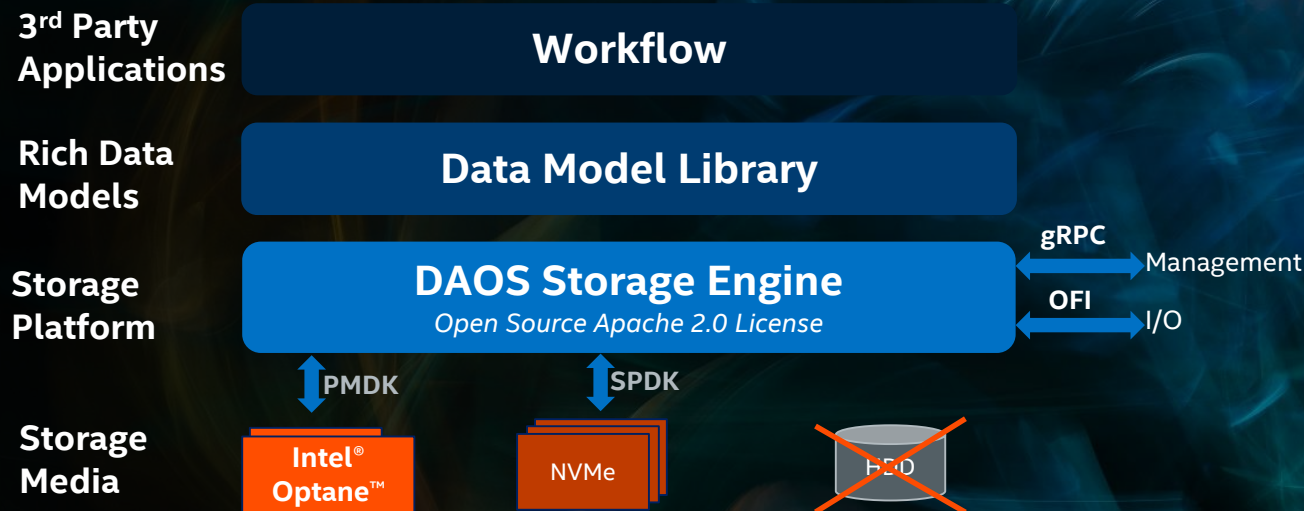 3rd Party
Applications
Workflow
Rich Data
Models
Data Model Library
Storage
Platform
DAOS Storage Engine
Open Source Apache 2.0 License
gRPC
Management
OFI
I/O
PMDK
SPDK
Storage
Media
Intel®
Optane™
NVMe
HDD